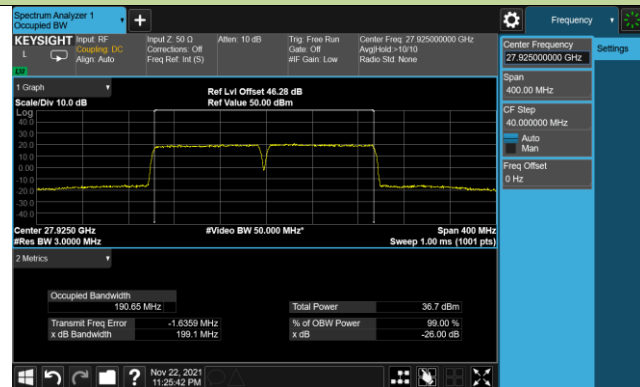 Spectrum Analyzer 1
Occupied BW
+
Frequency
KEYSIGHT
L
Input: RF
Coupling: DC
Align: Auto
Input Z: 50 Ω
Corrections: Off
Freq Ref: Int (S)
Atten: 10 dB
Trig: Free Run
Gate: Off
#IF Gain: Low
Center Freq: 27.925000000 GHz
Avg|Hold:>10/10
Radio Std: None
Center Frequency
27.925000000 GHz
Settings
Span
400.00 MHz
CF Step
40.000000 MHz
Auto
Man
Freq Offset
0 Hz
1 Graph
Scale/Div 10.0 dB
Ref Lvl Offset 46.28 dB
Ref Value 50.00 dBm
Log
40.0
30.0
20.0
10.0
0.00
-10.0
-20.0
-30.0
-40.0
Center 27.9250 GHz
#Res BW 3.0000 MHz
#Video BW 50.000 MHz*
Span 400 MHz
Sweep 1.00 ms (1001 pts)
2 Metrics
Occupied Bandwidth
190.65 MHz
Total Power 36.7 dBm
Transmit Freq Error -1.6359 MHz
% of OBW Power 99.00 %
x dB Bandwidth 199.1 MHz
x dB -26.00 dB
?
Nov 22, 2021
11:25:42 PM